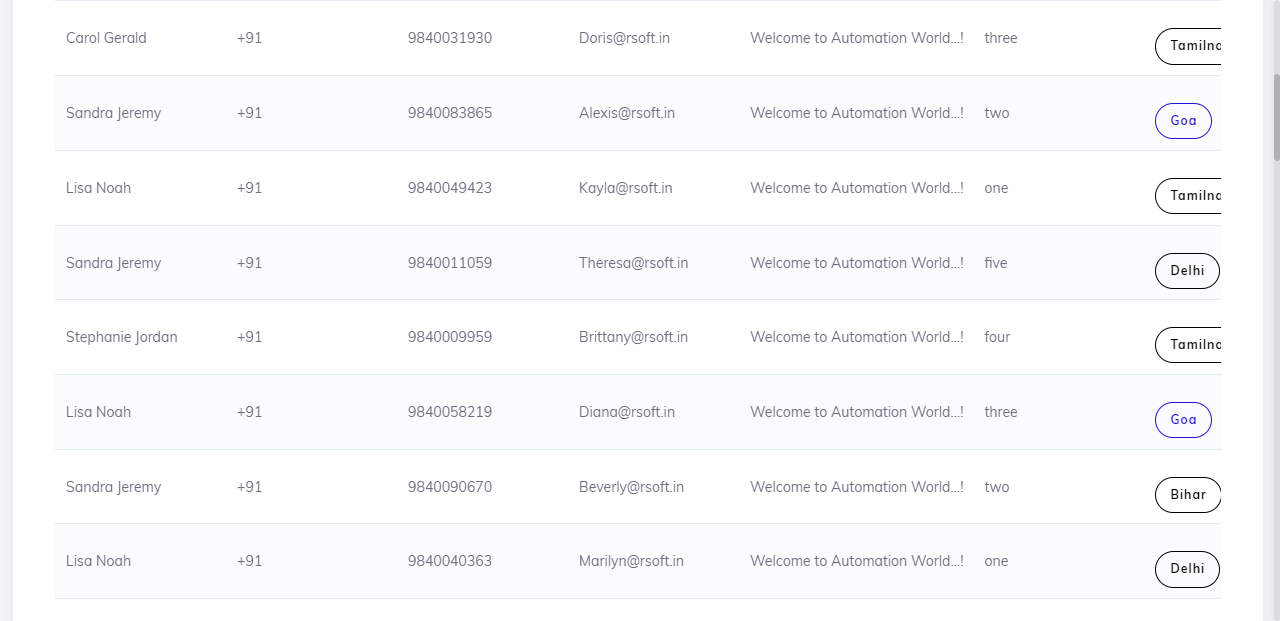 Carol Gerald +91 9840031930 Doris@rsoft.in Welcome to Automation World...! three Tamilna
Sandra Jeremy +91 9840083865 Alexis@rsoft.in Welcome to Automation World...! two Goa
Lisa Noah +91 9840049423 Kayla@rsoft.in Welcome to Automation World...! one Tamilna
Sandra Jeremy +91 9840011059 Theresa@rsoft.in Welcome to Automation World...! five Delhi
Stephanie Jordan +91 9840009959 Brittany@rsoft.in Welcome to Automation World...! four Tamilna
Lisa Noah +91 9840058219 Diana@rsoft.in Welcome to Automation World...! three Goa
Sandra Jeremy +91 9840090670 Beverly@rsoft.in Welcome to Automation World...! two Bihar
Lisa Noah +91 9840040363 Marilyn@rsoft.in Welcome to Automation World...! one Delhi